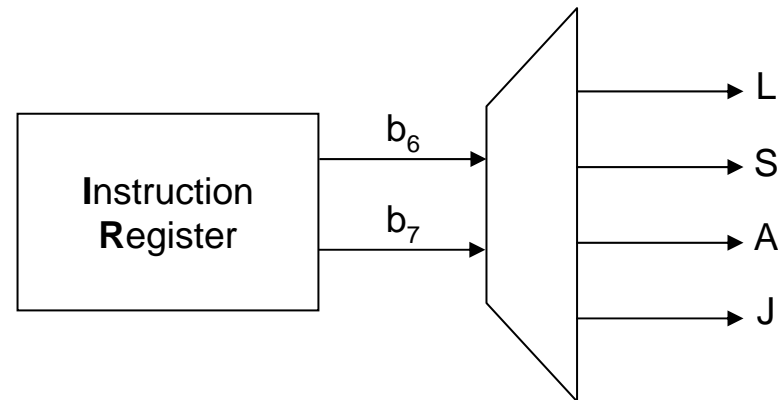 Instruction
Register
b₆
b₇
L
S
A
J